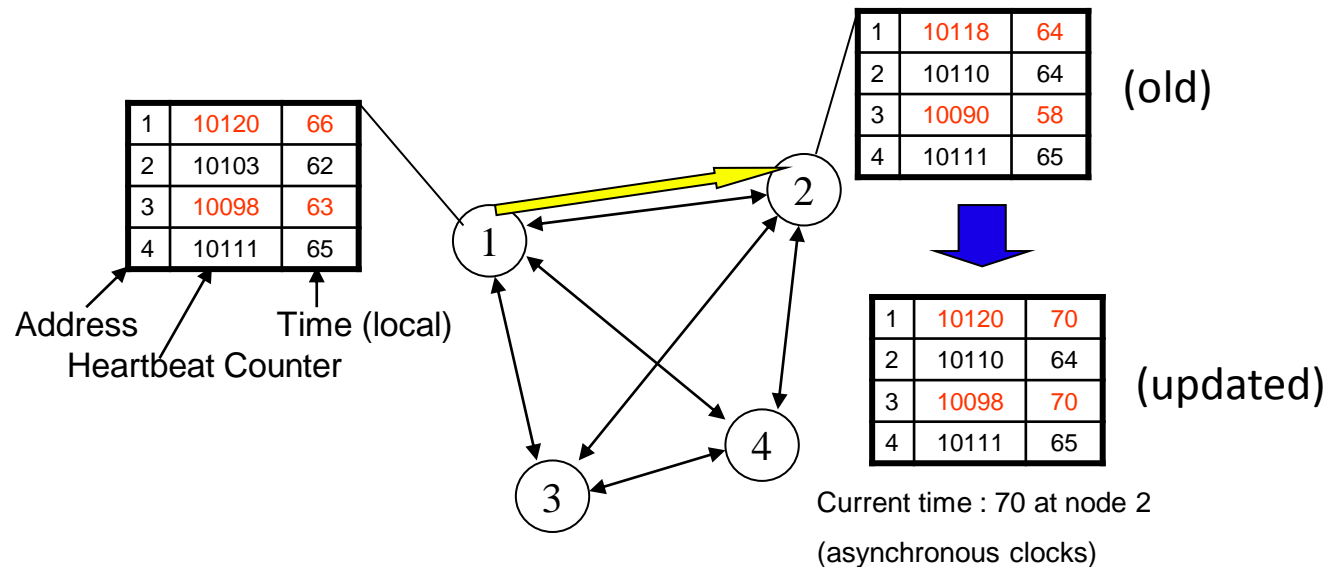 1 10118 64
2 10110 64
3 10090 58
4 10111 65
(old)
1 10120 66
2 10103 62
3 10098 63
4 10111 65
Address
Heartbeat Counter
Time (local)
1
2
3
4
1 10120 70
2 10110 64
3 10098 70
4 10111 65
(updated)
Current time : 70 at node 2
(asynchronous clocks)